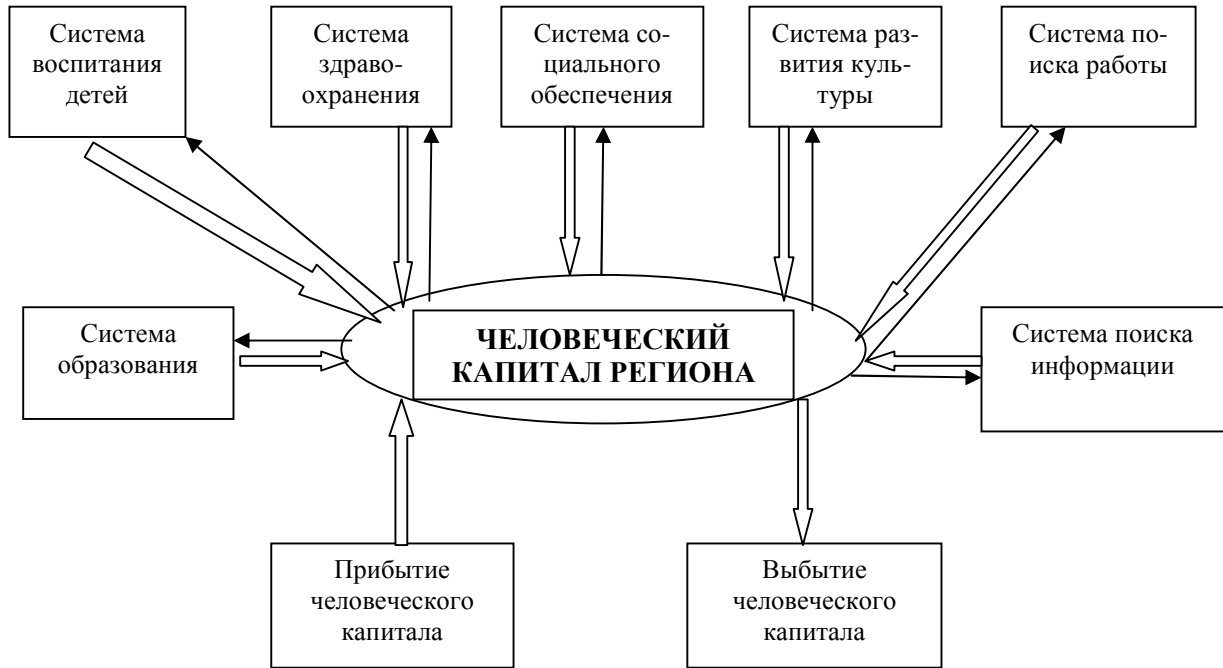 Система
воспитания
детей
Система
здраво-
охранения
Система со-
циального
обеспечения
Система раз-
вития куль-
туры
Система по-
иска работы
Система
образования
ЧЕЛОВЕЧЕСКИЙ
КАПИТАЛ РЕГИОНА
Система поиска
информации
Прибытие
человеческого
капитала
Выбытие
человеческого
капитала